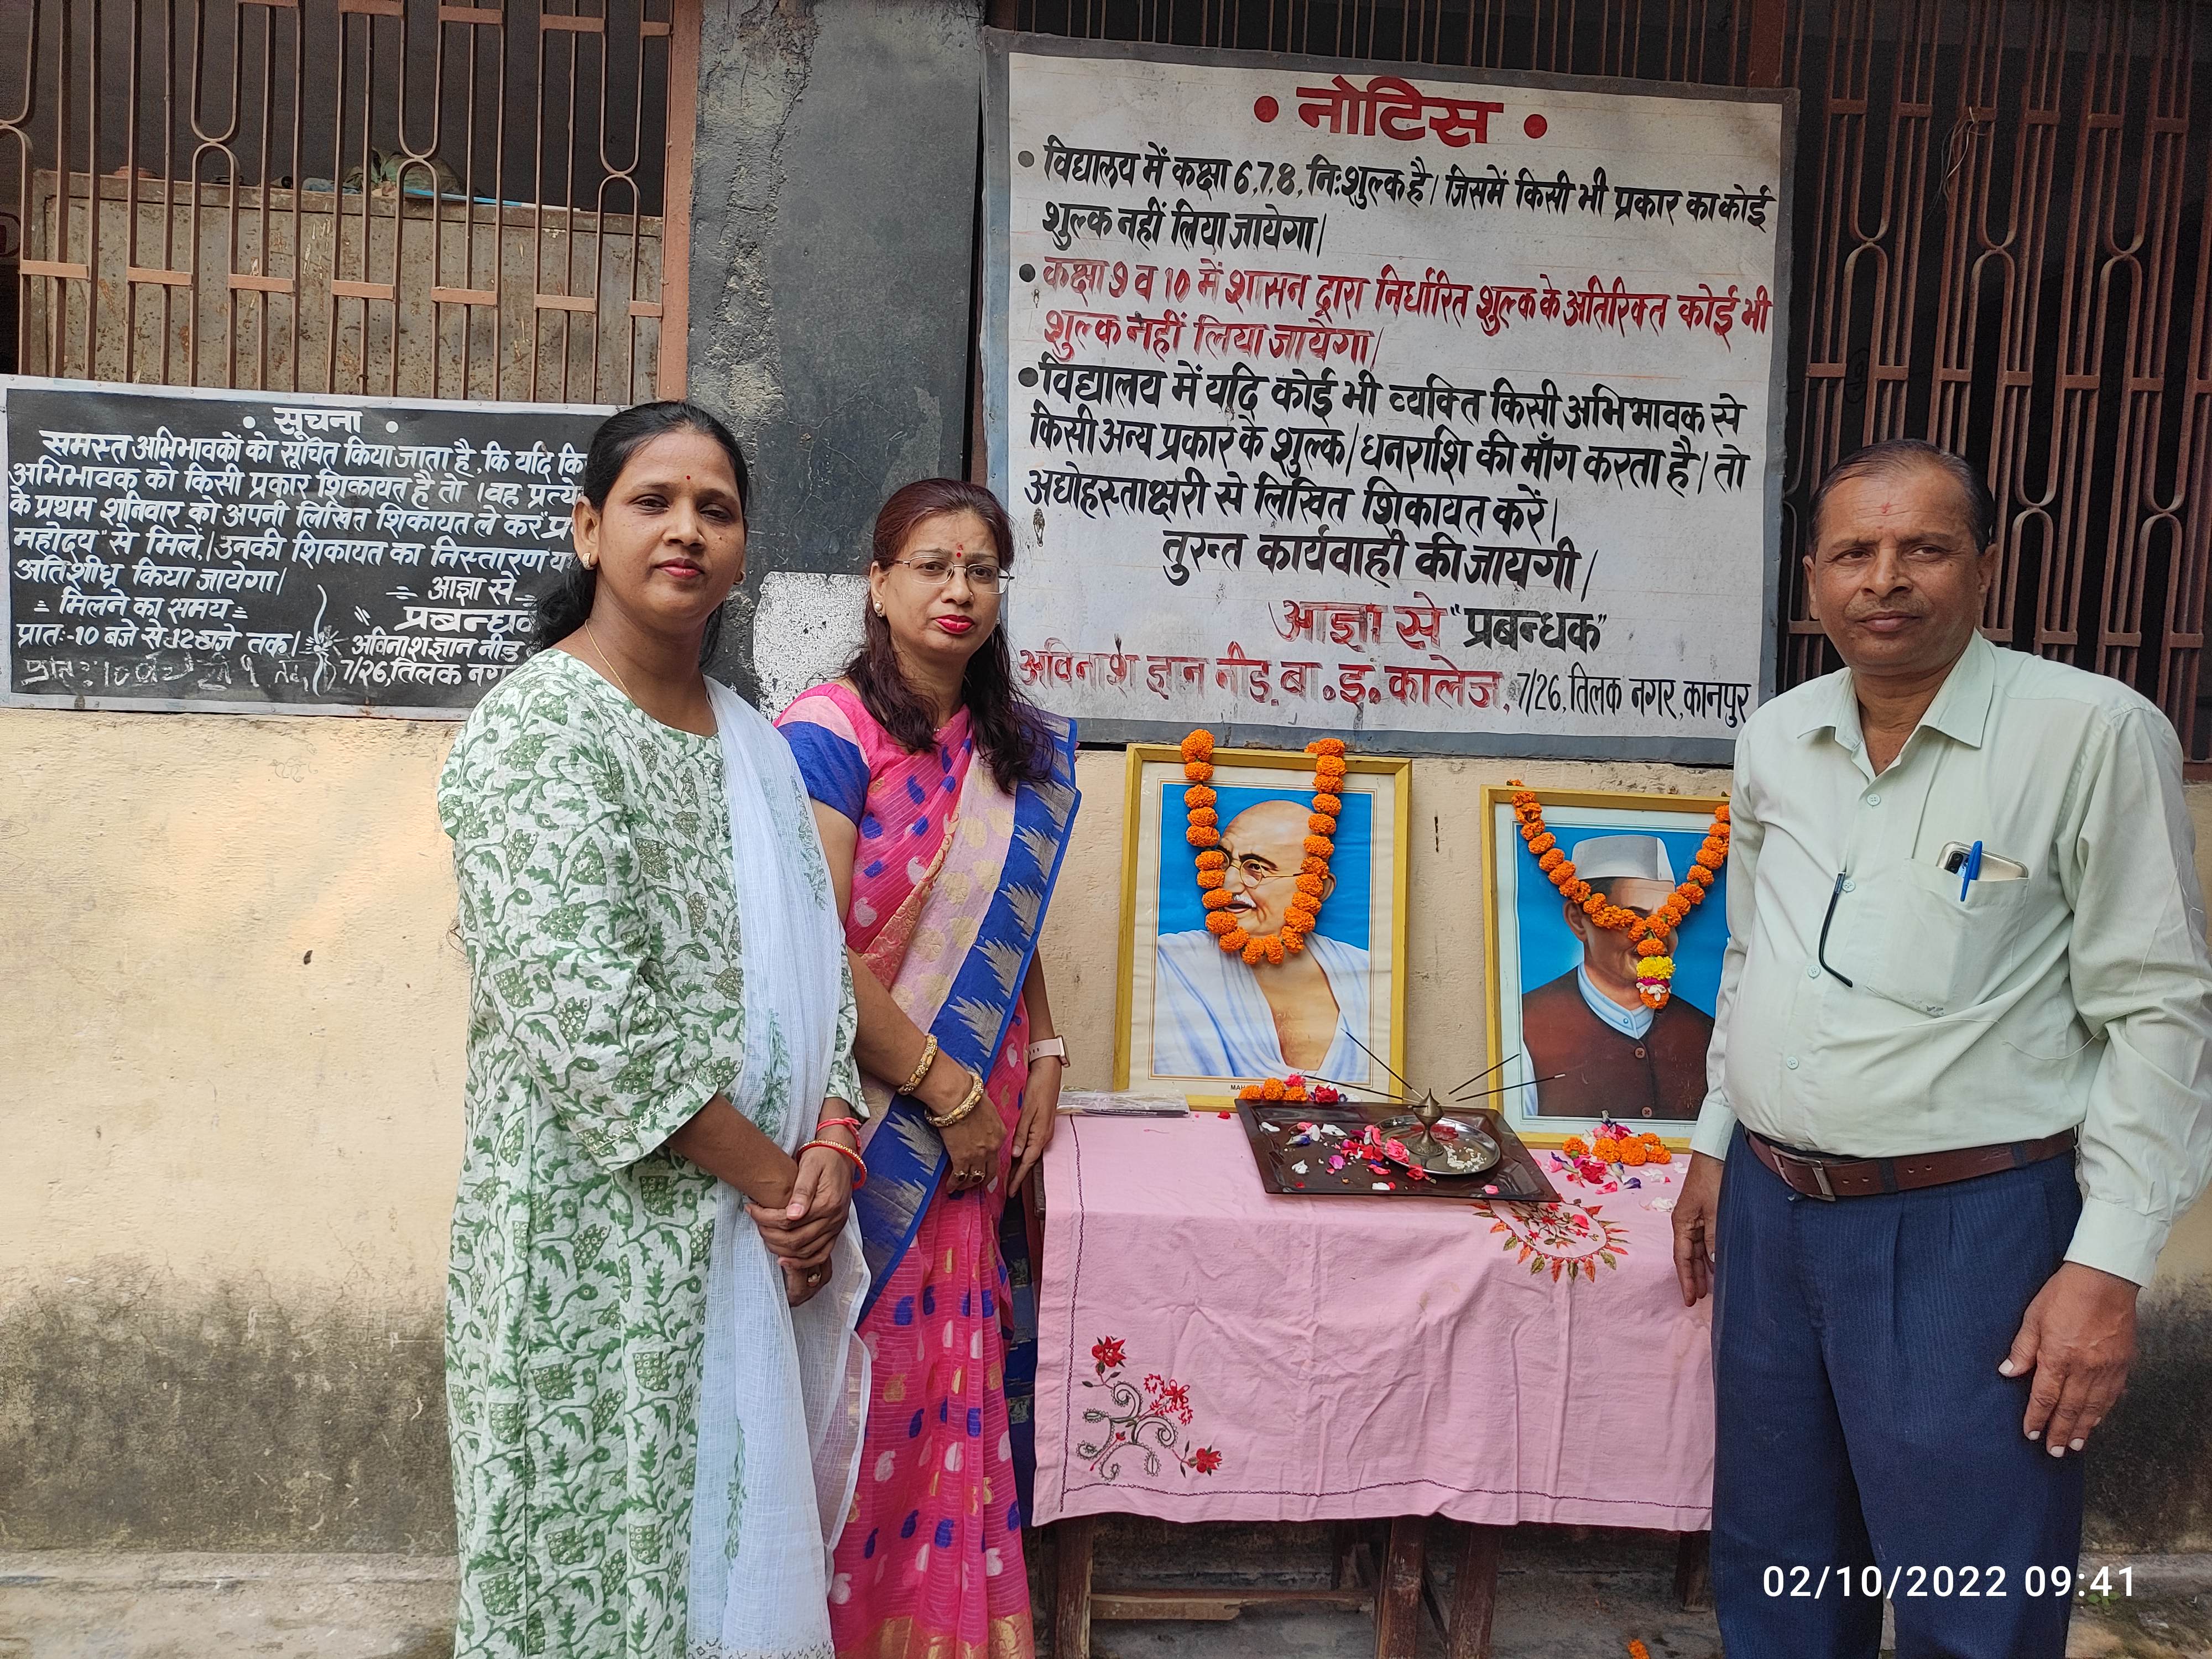 • सूचना •
समस्त अभिभावकों को सूचित किया जाता है, कि यदि कि
अभिभावक को किसी प्रकार शिकायत है तो । वह प्रत्ये
के प्रथम शनिवार को अपनी लिखित शिकायत ले कर "प्र
महोदय" से मिलें, । उनकी शिकायत का निस्तारण य
अतिशीध्र किया जायेगा।
आज्ञा से
= मिलने का समय =
प्रबन्धक
प्रातः-10 बजे से 12 बजे तक।
अविनाश ज्ञान नीड़
7/26, तिलक नग
• नोटिस •
• विद्यालय में कक्षा 6,7,8, निःशुल्क है। जिसमें किसी भी प्रकार का कोई
शुल्क नहीं लिया जायेगा।
• कक्षा 9 व 10 में शासन द्वारा निर्धारित शुल्क के अतिरिक्त कोई भी
शुल्क नहीं लिया जायेगा।
• विद्यालय में यदि कोई भी व्यक्ति किसी अभिभावक से
किसी अन्य प्रकार के शुल्क/धनराशि की माँग करता है। तो
अद्योहस्ताक्षरी से लिखित शिकायत करें।
तुरन्त कार्यवाही की जायगी।
आज्ञा से "प्रबन्धक"
अविनाश ज्ञान नीड़ बा.इ. कालेज, 7/26, तिलक नगर, कानपुर
02/10/2022 09:41